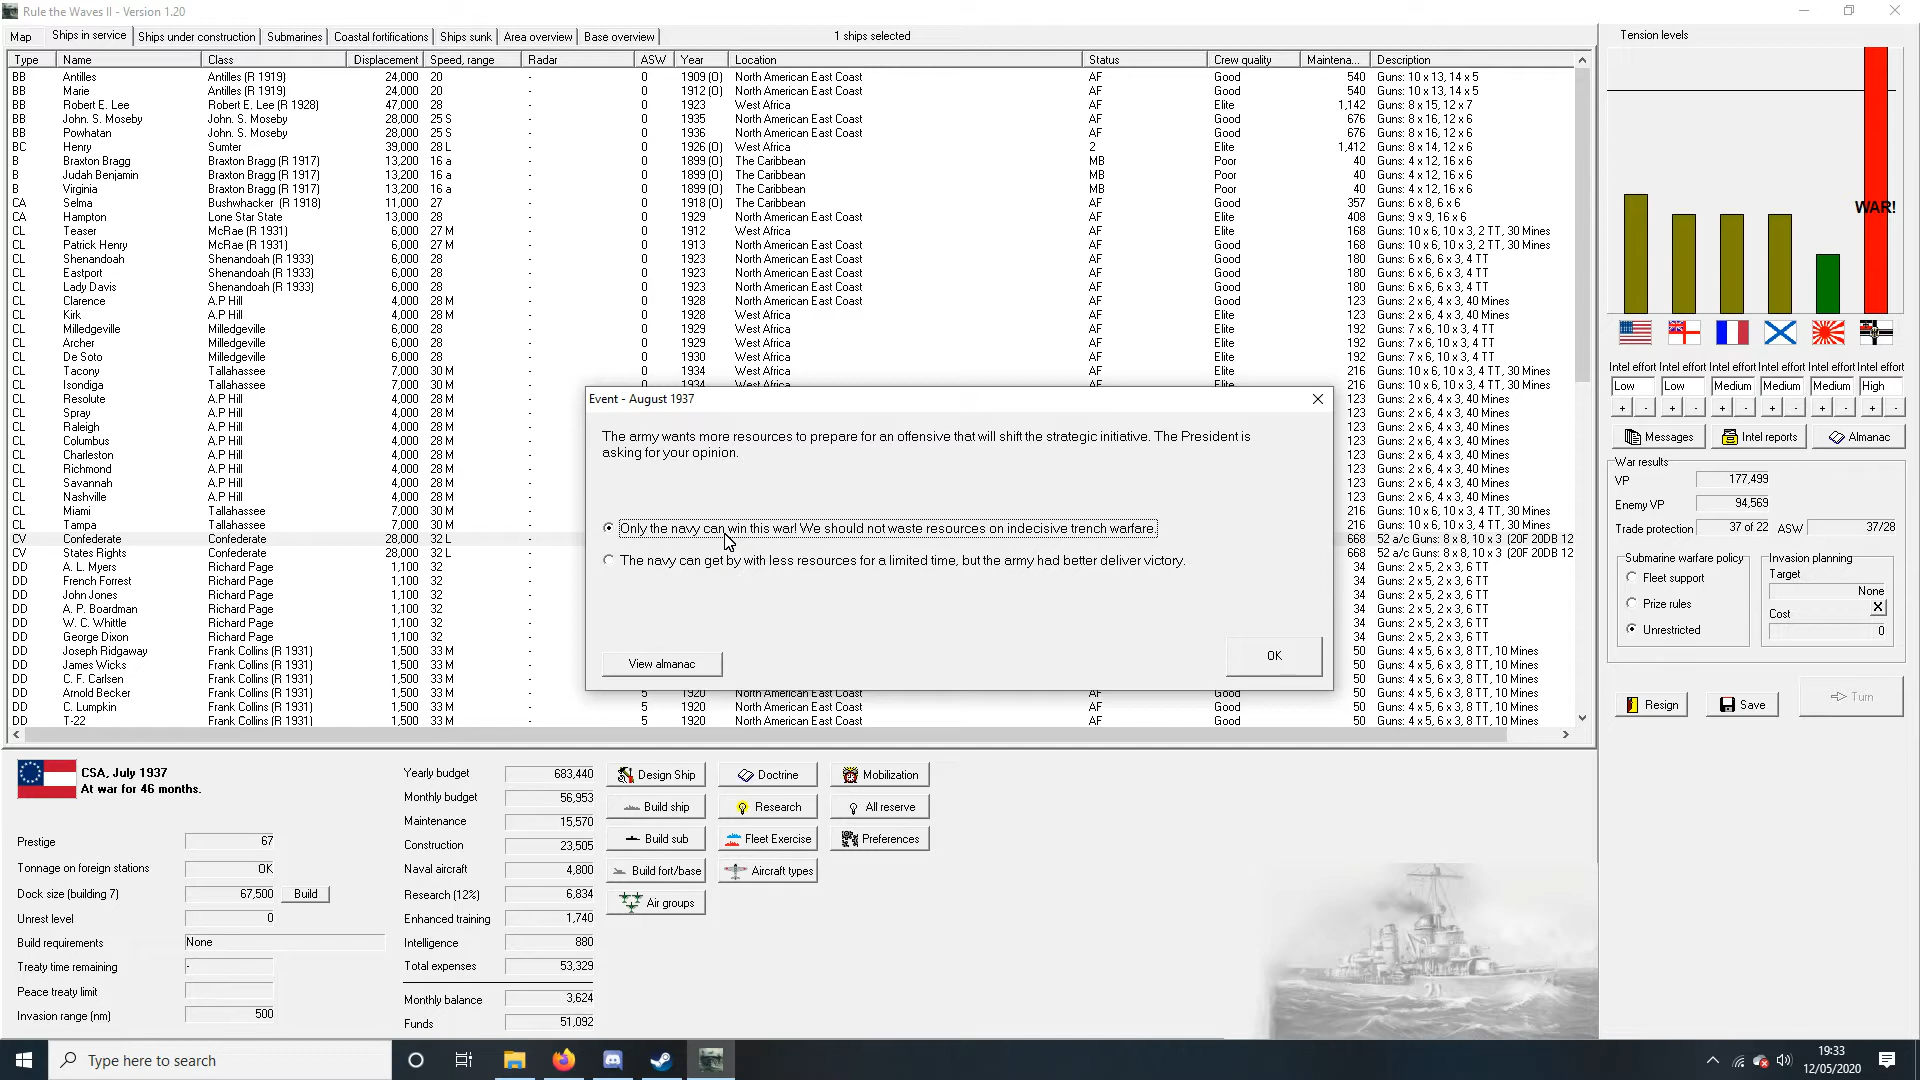 Rule the Waves II - Version 1.20
Map Ships in service Ships under construction Submarines Coastal fortifications Ships sunk Area overview Base overview 1 ships selected
Type Name Class Displacement Speed, range Radar ASW Year Location Status Crew quality Maintena... Description
BB Antilles Antilles (R 1919) 24,000 20 - 0 1909 (O) North American East Coast AF Good 540 Guns: 10 x 13, 14 x 5
BB Marie Antilles (R 1919) 24,000 20 - 0 1912 (O) North American East Coast AF Good 540 Guns: 10 x 13, 14 x 5
BB Robert E. Lee Robert E. Lee (R 1928) 47,000 28 - 0 1923 West Africa AF Elite 1,142 Guns: 8 x 15, 12 x 7
BB John. S. Moseby John. S. Moseby 28,000 25 S - 0 1935 North American East Coast AF Good 676 Guns: 8 x 16, 12 x 6
BB Powhatan John. S. Moseby 28,000 25 S - 0 1936 North American East Coast AF Good 676 Guns: 8 x 16, 12 x 6
BC Henry Sumter 39,000 28 L - 0 1926 (O) West Africa 2 Elite 1,412 Guns: 8 x 14, 12 x 6
B Braxton Bragg Braxton Bragg (R 1917) 13,200 16 a - 0 1899 (O) The Caribbean MB Poor 40 Guns: 4 x 12, 16 x 6
B Judah Benjamin Braxton Bragg (R 1917) 13,200 16 a - 0 1899 (O) The Caribbean MB Poor 40 Guns: 4 x 12, 16 x 6
B Virginia Braxton Bragg (R 1917) 13,200 16 a - 0 1899 (O) The Caribbean MB Poor 40 Guns: 4 x 12, 16 x 6
CA Selma Bushwhacker (R 1918) 11,000 27 - 0 1918 (O) The Caribbean AF Good 357 Guns: 6 x 8, 6 x 6
CA Hampton Lone Star State 13,000 28 - 0 1929 North American East Coast AF Elite 408 Guns: 9 x 9, 16 x 6
CL Teaser McRae (R 1931) 6,000 27 M - 0 1912 West Africa AF Elite 168 Guns: 10 x 6, 10 x 3, 2 TT, 30 Mines
CL Patrick Henry McRae (R 1931) 6,000 27 M - 0 1913 North American East Coast AF Good 168 Guns: 10 x 6, 10 x 3, 2 TT, 30 Mines
CL Shenandoah Shenandoah (R 1933) 6,000 28 - 0 1923 North American East Coast AF Good 180 Guns: 6 x 6, 6 x 3, 4 TT
CL Eastport Shenandoah (R 1933) 6,000 28 - 0 1923 North American East Coast AF Good 180 Guns: 6 x 6, 6 x 3, 4 TT
CL Lady Davis Shenandoah (R 1933) 6,000 28 - 0 1923 North American East Coast AF Good 180 Guns: 6 x 6, 6 x 3, 4 TT
CL Clarence A.P Hill 4,000 28 M - 0 1928 North American East Coast AF Good 123 Guns: 2 x 6, 4 x 3, 40 Mines
CL Kirk A.P Hill 4,000 28 M - 0 1928 West Africa AF Elite 123 Guns: 2 x 6, 4 x 3, 40 Mines
CL Milledgeville Milledgeville 6,000 28 - 0 1929 West Africa AF Elite 192 Guns: 7 x 6, 10 x 3, 4 TT
CL Archer Milledgeville 6,000 28 - 0 1929 West Africa AF Elite 192 Guns: 7 x 6, 10 x 3, 4 TT
CL De Soto Milledgeville 6,000 28 - 0 1930 West Africa AF Elite 192 Guns: 7 x 6, 10 x 3, 4 TT
CL Tacony Tallahassee 7,000 30 M - 0 1934 West Africa AF Elite 216 Guns: 10 x 6, 10 x 3, 4 TT, 30 Mines
CL Isondiga Tallahassee 7,000 30 M - 0 1934 West Africa AF Elite 216 Guns: 10 x 6, 10 x 3, 4 TT, 30 Mines
CL Resolute A.P Hill 4,000 28 M - 123 Guns: 2 x 6, 4 x 3, 40 Mines
CL Spray A.P Hill 4,000 28 M - 123 Guns: 2 x 6, 4 x 3, 40 Mines
CL Raleigh A.P Hill 4,000 28 M - 123 Guns: 2 x 6, 4 x 3, 40 Mines
CL Columbus A.P Hill 4,000 28 M - 123 Guns: 2 x 6, 4 x 3, 40 Mines
CL Charleston A.P Hill 4,000 28 M - 123 Guns: 2 x 6, 4 x 3, 40 Mines
CL Richmond A.P Hill 4,000 28 M - 123 Guns: 2 x 6, 4 x 3, 40 Mines
CL Savannah A.P Hill 4,000 28 M - 123 Guns: 2 x 6, 4 x 3, 40 Mines
CL Nashville A.P Hill 4,000 28 M - 123 Guns: 2 x 6, 4 x 3, 40 Mines
CL Miami Tallahassee 7,000 30 M - 216 Guns: 10 x 6, 10 x 3, 4 TT, 30 Mines
CL Tampa Tallahassee 7,000 30 M - 216 Guns: 10 x 6, 10 x 3, 4 TT, 30 Mines
CV Confederate Confederate 28,000 32 L - 668 52 a/c Guns: 8 x 8, 10 x 3 (20F 20DB 12
CV States Rights Confederate 28,000 32 L - 668 52 a/c Guns: 8 x 8, 10 x 3 (20F 20DB 12
DD A. L. Myers Richard Page 1,100 32 - 34 Guns: 2 x 5, 2 x 3, 6 TT
DD French Forrest Richard Page 1,100 32 - 34 Guns: 2 x 5, 2 x 3, 6 TT
DD John Jones Richard Page 1,100 32 - 34 Guns: 2 x 5, 2 x 3, 6 TT
DD A. P. Boardman Richard Page 1,100 32 - 34 Guns: 2 x 5, 2 x 3, 6 TT
DD W. C. Whittle Richard Page 1,100 32 - 34 Guns: 2 x 5, 2 x 3, 6 TT
DD George Dixon Richard Page 1,100 32 - 34 Guns: 2 x 5, 2 x 3, 6 TT
DD Joseph Ridgaway Frank Collins (R 1931) 1,500 33 M - 50 Guns: 4 x 5, 6 x 3, 8 TT, 10 Mines
DD James Wicks Frank Collins (R 1931) 1,500 33 M - 50 Guns: 4 x 5, 6 x 3, 8 TT, 10 Mines
DD C. F. Carlsen Frank Collins (R 1931) 1,500 33 M - 50 Guns: 4 x 5, 6 x 3, 8 TT, 10 Mines
DD Arnold Becker Frank Collins (R 1931) 1,500 33 M - 5 1920 North American East Coast AF Good 50 Guns: 4 x 5, 6 x 3, 8 TT, 10 Mines
DD C. Lumpkin Frank Collins (R 1931) 1,500 33 M - 5 1920 North American East Coast AF Good 50 Guns: 4 x 5, 6 x 3, 8 TT, 10 Mines
DD T-22 Frank Collins (R 1931) 1,500 33 M - 5 1920 North American East Coast AF Good 50 Guns: 4 x 5, 6 x 3, 8 TT, 10 Mines
Event - August 1937
The army wants more resources to prepare for an offensive that will shift the strategic initiative. The President is
asking for your opinion.
Only the navy can win this war! We should not waste resources on indecisive trench warfare.
The navy can get by with less resources for a limited time, but the army had better deliver victory.
View almanac
OK
Tension levels
WAR!
Intel effort Intel effort Intel effort Intel effort Intel effort Intel effort
Low Low Medium Medium Medium High
+ - + - + - + - + - + -
Messages Intel reports Almanac
War results
VP 177,499
Enemy VP 94,569
Trade protection 37 of 22 ASW 37/28
Submarine warfare policy
Fleet support
Prize rules
Unrestricted
Invasion planning
Target
None
Cost X
0
Resign Save Turn
CSA, July 1937
At war for 46 months.
Prestige 67
Tonnage on foreign stations OK
Dock size (building 7) 67,500 Build
Unrest level 0
Build requirements None
Treaty time remaining -
Peace treaty limit
Invasion range (nm) 500
Yearly budget 683,440
Monthly budget 56,953
Maintenance 15,570
Construction 23,505
Naval aircraft 4,800
Research (12%) 6,834
Enhanced training 1,740
Intelligence 880
Total expenses 53,329
Monthly balance 3,624
Funds 51,092
Design Ship Doctrine Mobilization
Build ship Research All reserve
Build sub Fleet Exercise Preferences
Build fort/base Aircraft types
Air groups
Type here to search
19:33
12/05/2020